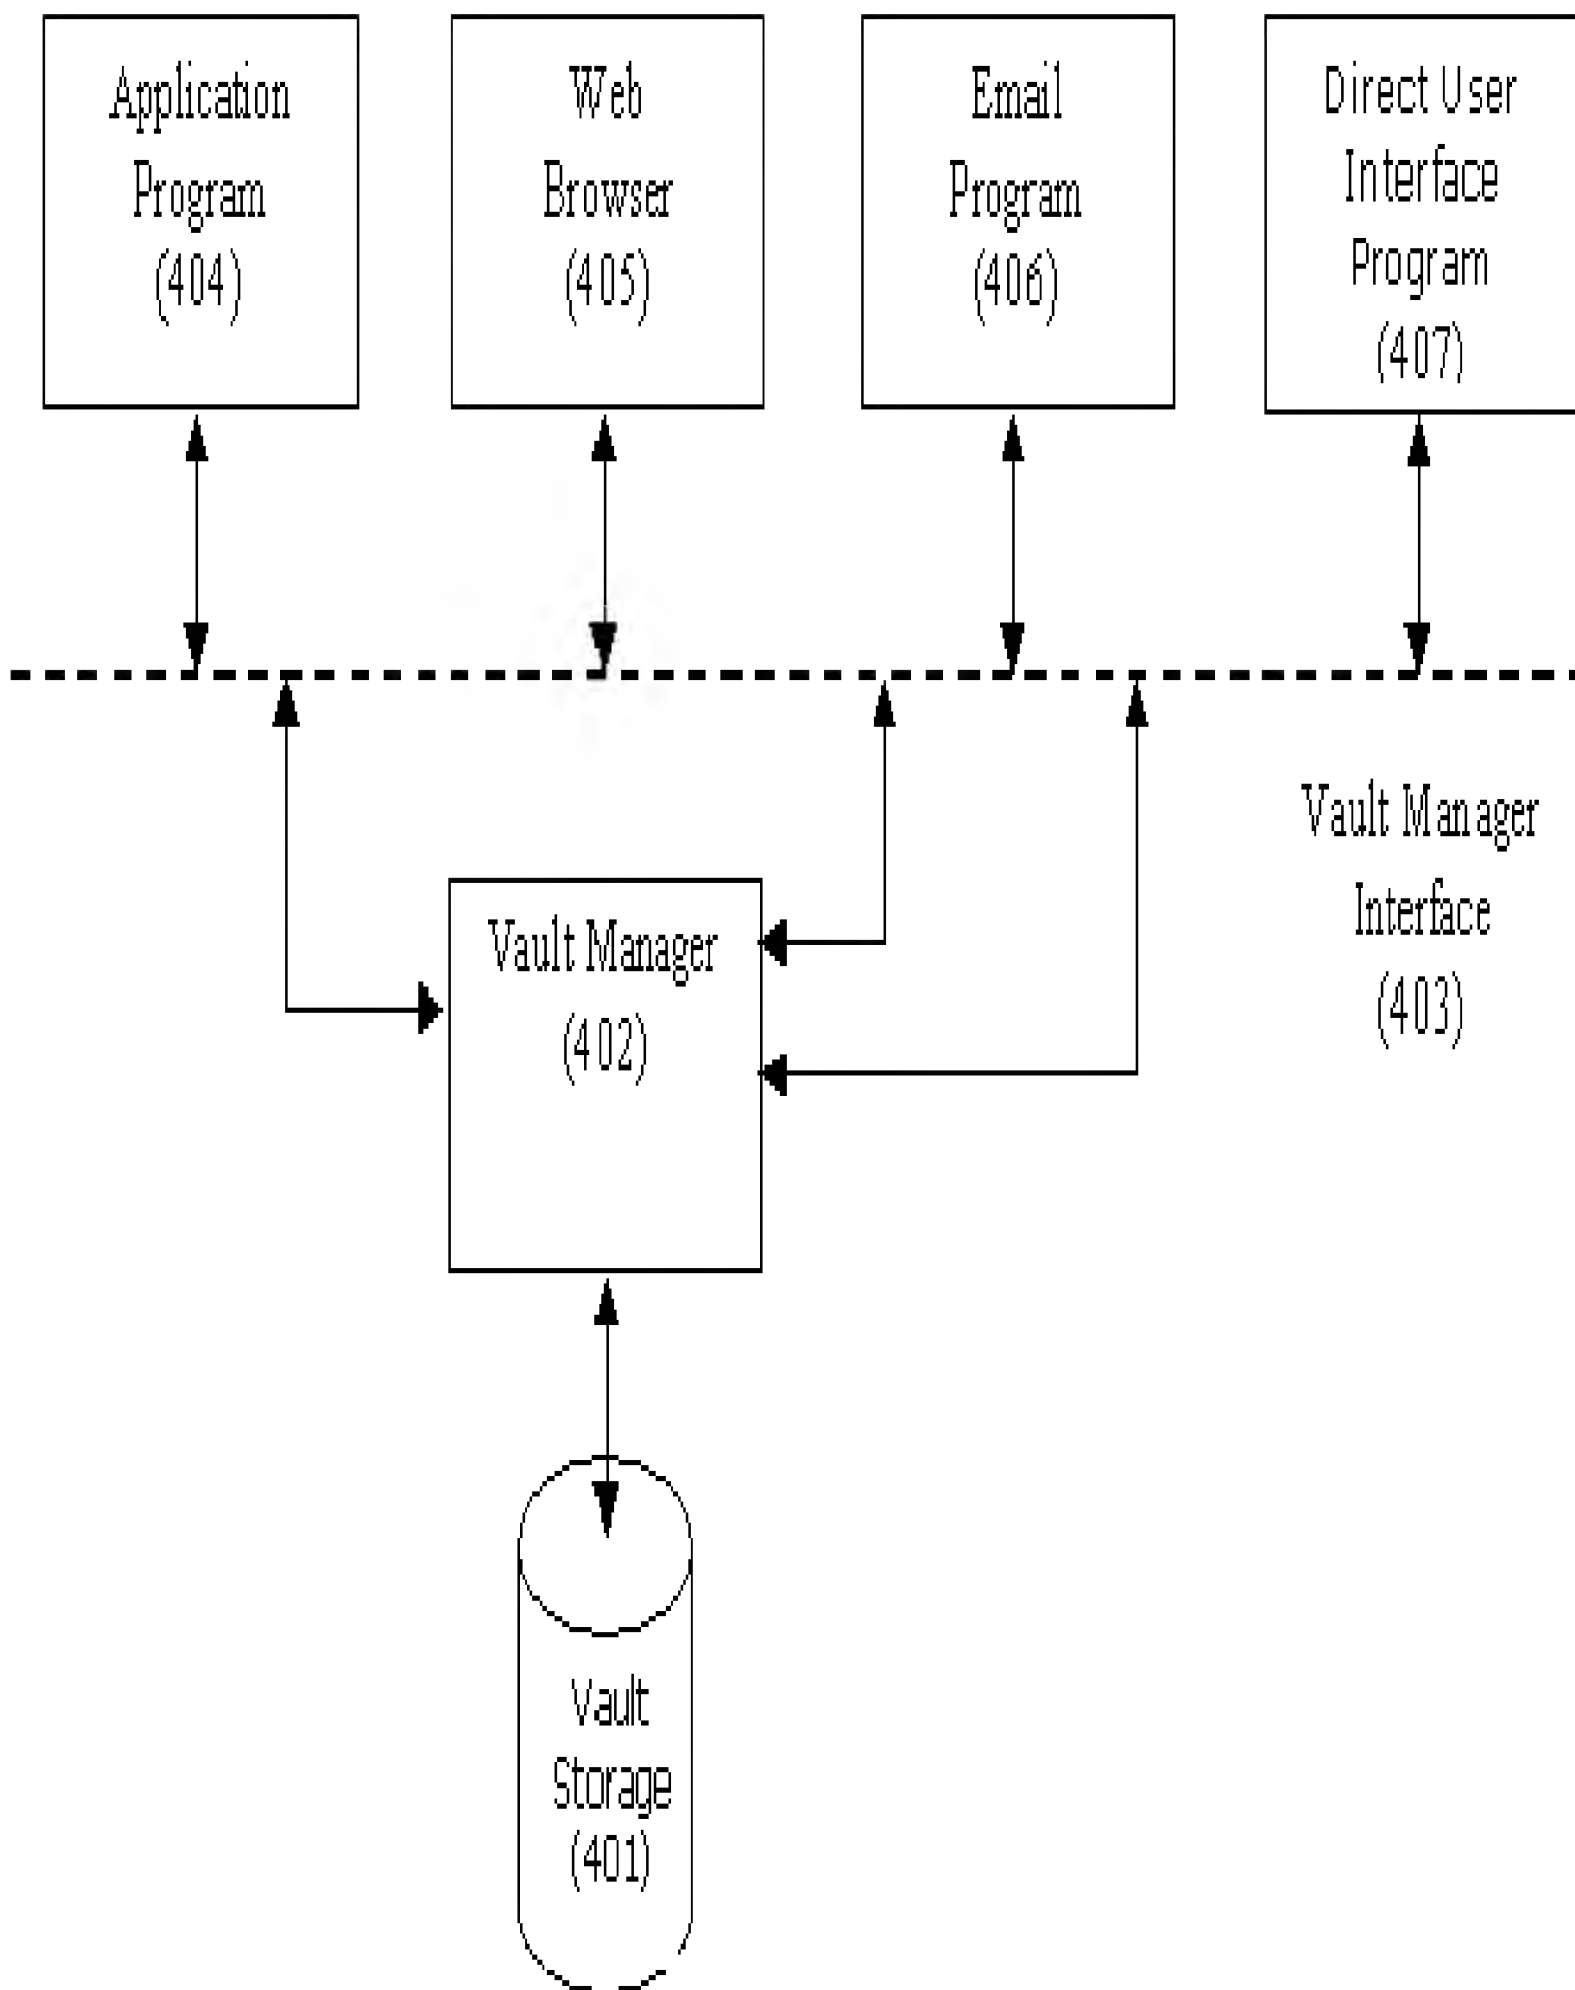 Application
Program
(404)
Web
Browser
(405)
Email
Program
(406)
Direct User
Interface
Program
(407)
Vault Manager
Interface
(403)
Vault Manager
(402)
Vault
Storage
(401)